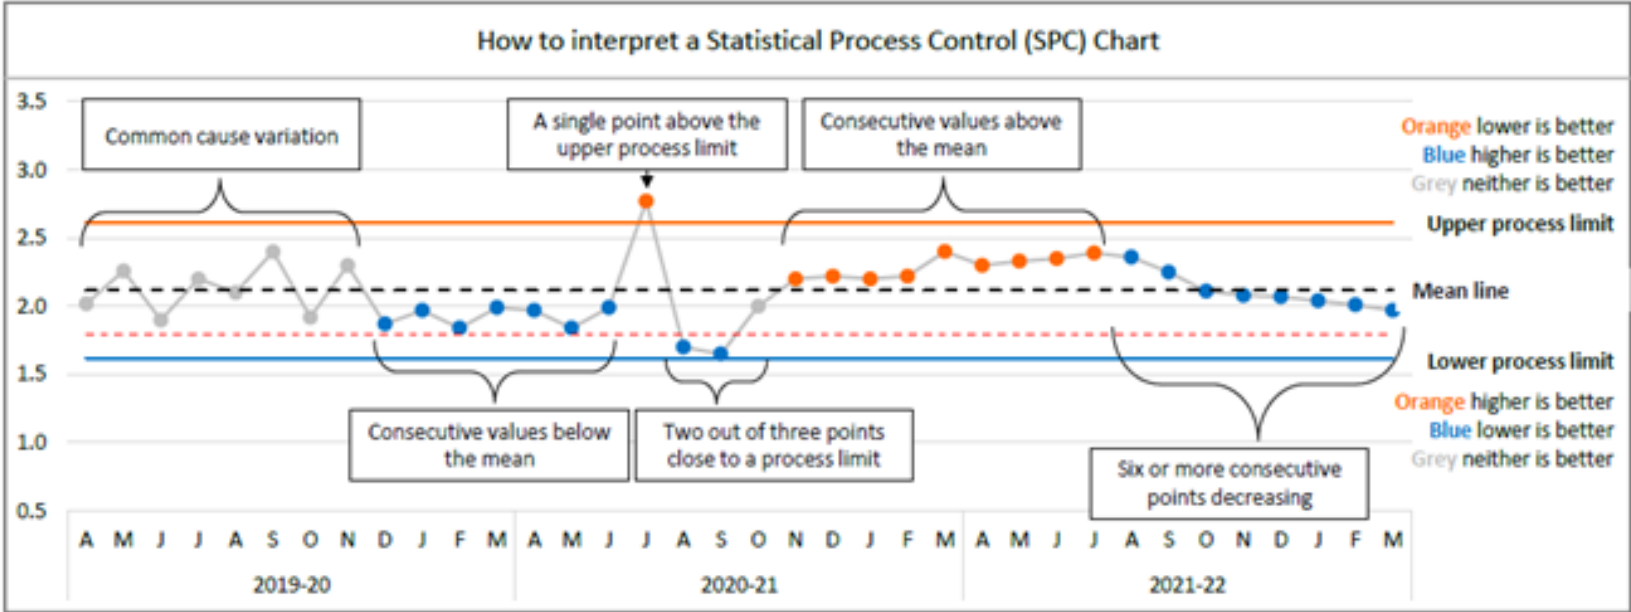 How to interpret a Statistical Process Control (SPC) Chart
3.5
3.0
2.5
2.0
1.5
1.0
0.5
Common cause variation
A single point above the
upper process limit
Consecutive values above
the mean
Orange lower is better
Blue higher is better
Grey neither is better
Upper process limit
Mean line
Lower process limit
Orange higher is better
Blue lower is better
Grey neither is better
Consecutive values below
the mean
Two out of three points
close to a process limit
Six or more consecutive
points decreasing
A M J J A S O N D J F M A M J J A S O N D J F M A M J J A S O N D J F M
2019-20 2020-21 2021-22